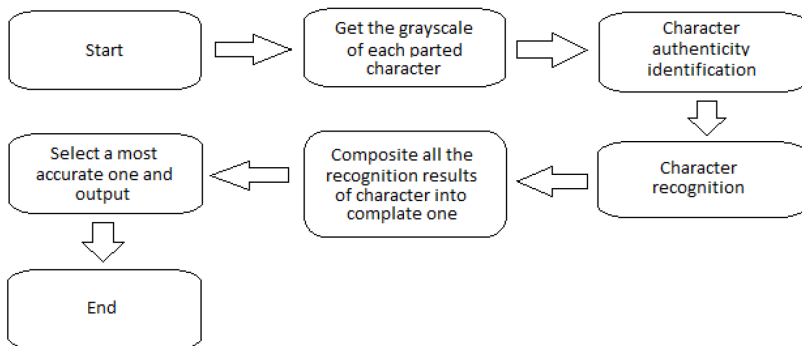 Start
Get the grayscale
of each parted
character
Character
authenticity
identification
Character
recognition
Composite all the
recognition results
of character into
complate one
Select a most
accurate one and
output
End